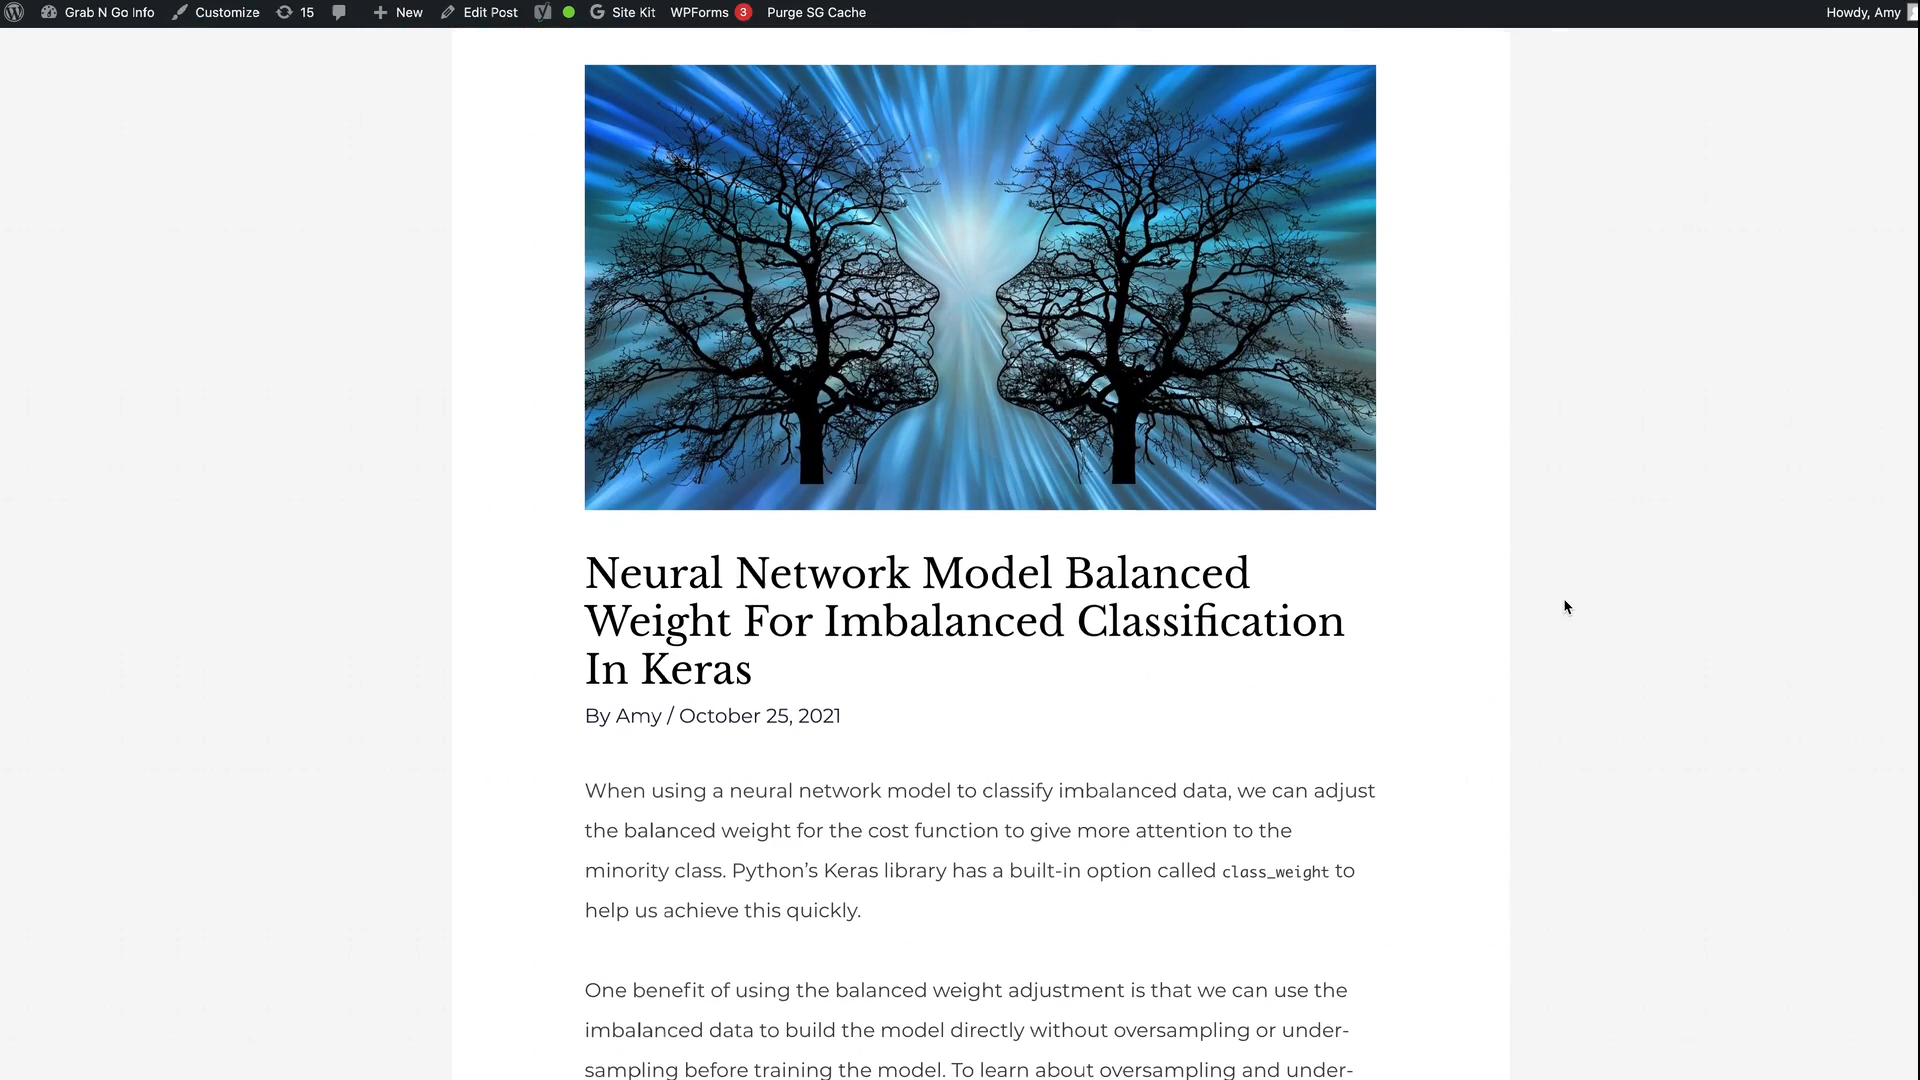 Grab N Go Info Customize 15 New Edit Post Site Kit WPForms 3 Purge SG Cache Howdy, Amy
Neural Network Model Balanced
Weight For Imbalanced Classification
In Keras
By Amy / October 25, 2021
When using a neural network model to classify imbalanced data, we can adjust
the balanced weight for the cost function to give more attention to the
minority class. Python’s Keras library has a built-in option called class_weight to
help us achieve this quickly.
One benefit of using the balanced weight adjustment is that we can use the
imbalanced data to build the model directly without oversampling or under-
sampling before training the model. To learn about oversampling and under-